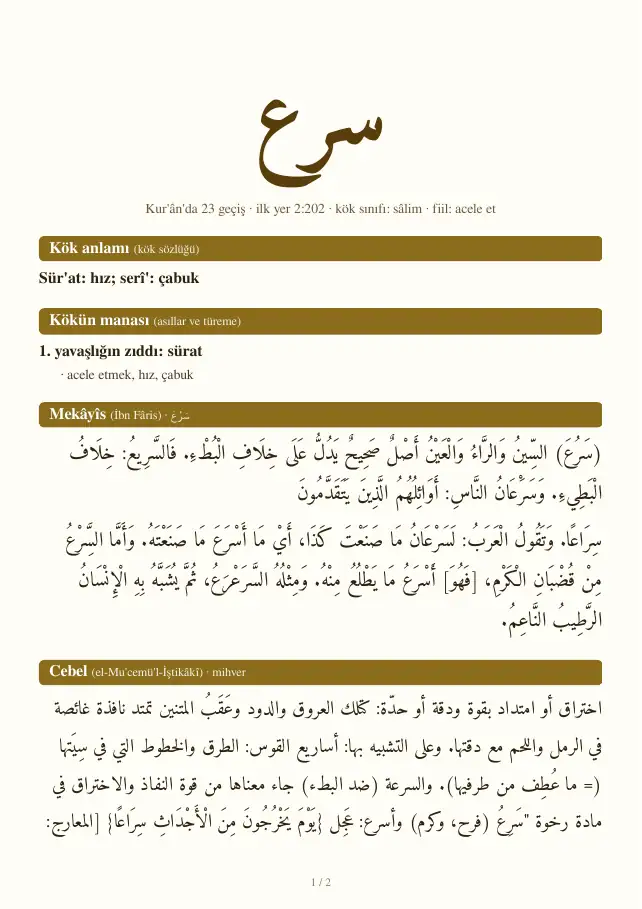 سرع
Kur'ân'da 23 geçiş · ilk yer 2:202 · kök sınıfı: sâlim · fiil: acele et
Kök anlamı (kök sözlüğü)
Sür'at: hız; serî': çabuk
Kökün manası (asıllar ve türeme)
1. yavaşlığın zıddı: sürat
· acele etmek, hız, çabuk
Mekâyîs (İbn Fâris) · سَرُعَ
(سَرُعَ) السِّينُ وَالرَّاءُ وَالْعَيْنُ أَصْلٌ صَحِيحٌ يَدُلُّ عَلَى خِلَافِ الْبُطْءِ. فَالسَّرِيعُ: خِلَافُ
الْبَطِيءِ. وَسَرَْعَانُ النَّاسِ: أَوَائِلُهُمُ الَّذِينَ يَتَقَدَّمُونَ
سِرَاعًا. وَتَقُولُ الْعَرَبُ: لَسَرْعَانُ مَا صَنَعْتَ كَذَا، أَيْ مَا أَسْرَعَ مَا صَنَعْتَهُ. وَأَمَّا السَّرْعُ
مِنْ قُضْبَانِ الْكَرْمِ، [فَهُوَ] أَسْرَعُ مَا يَطْلُعُ مِنْهُ. وَمِثْلُهُ السَّرَعْرَعُ، ثُمَّ يُشَبَّهُ بِهِ الْإِنْسَانُ
الرَّطِيبُ النَّاعِمُ.
Cebel (el-Mu'cemü'l-İştikâkî) · mihver
اختراق أو امتداد بقوة ودقة أو حدّة: كتلك العروق والدود وعَقَبُ المتنين تمتد نافذة غائصة
في الرمل واللحم مع دقتها. وعلى التشبيه بها: أساريع القوس: الطرق والخطوط التي في سِيَتها
(= ما عُطِف من طرفيها). والسرعة (ضد البطء) جاء معناها من قوة النفاذ والاختراق في
مادة رخوة "سَرِعُ (فرح، وكرم) وأسرع: عَجِل {يَوْمَ يَخْرُجُونَ مِنَ الْأَجْدَاثِ سِرَاعًا} [المعارج:
1 / 2